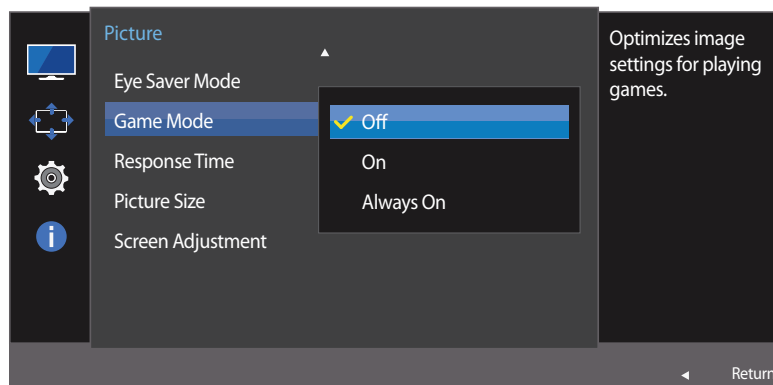 Picture
Eye Saver Mode
Game Mode
Response Time
Picture Size
Screen Adjustment
Off
On
Always On
Optimizes image
settings for playing
games.
Return